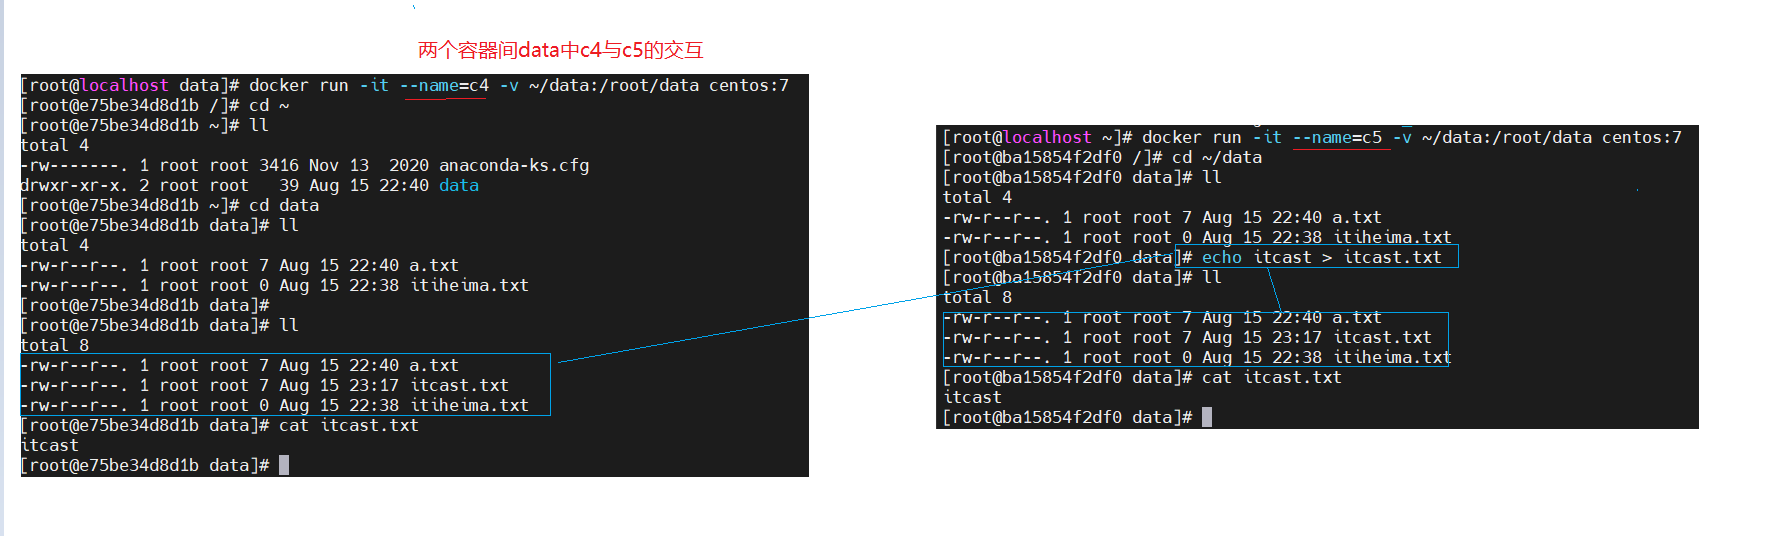 两个容器间data中c4与c5的交互
[root@localhost data]# docker run -it --name=c4 -v ~/data:/root/data centos:7
[root@e75be34d8d1b /]# cd ~
[root@e75be34d8d1b ~]# ll
total 4
-rw-------. 1 root root 3416 Nov 13  2020 anaconda-ks.cfg
drwxr-xr-x. 2 root root   39 Aug 15 22:40 data
[root@e75be34d8d1b ~]# cd data
[root@e75be34d8d1b data]# ll
total 4
-rw-r--r--. 1 root root 7 Aug 15 22:40 a.txt
-rw-r--r--. 1 root root 0 Aug 15 22:38 itiheima.txt
[root@e75be34d8d1b data]#
[root@e75be34d8d1b data]# ll
total 8
-rw-r--r--. 1 root root 7 Aug 15 22:40 a.txt
-rw-r--r--. 1 root root 7 Aug 15 23:17 itcast.txt
-rw-r--r--. 1 root root 0 Aug 15 22:38 itiheima.txt
[root@e75be34d8d1b data]# cat itcast.txt
itcast
[root@e75be34d8d1b data]#
[root@localhost ~]# docker run -it --name=c5 -v ~/data:/root/data centos:7
[root@ba15854f2df0 /]# cd ~/data
[root@ba15854f2df0 data]# ll
total 4
-rw-r--r--. 1 root root 7 Aug 15 22:40 a.txt
-rw-r--r--. 1 root root 0 Aug 15 22:38 itiheima.txt
[root@ba15854f2df0 data]# echo itcast > itcast.txt
[root@ba15854f2df0 data]# ll
total 8
-rw-r--r--. 1 root root 7 Aug 15 22:40 a.txt
-rw-r--r--. 1 root root 7 Aug 15 23:17 itcast.txt
-rw-r--r--. 1 root root 0 Aug 15 22:38 itiheima.txt
[root@ba15854f2df0 data]# cat itcast.txt
itcast
[root@ba15854f2df0 data]#